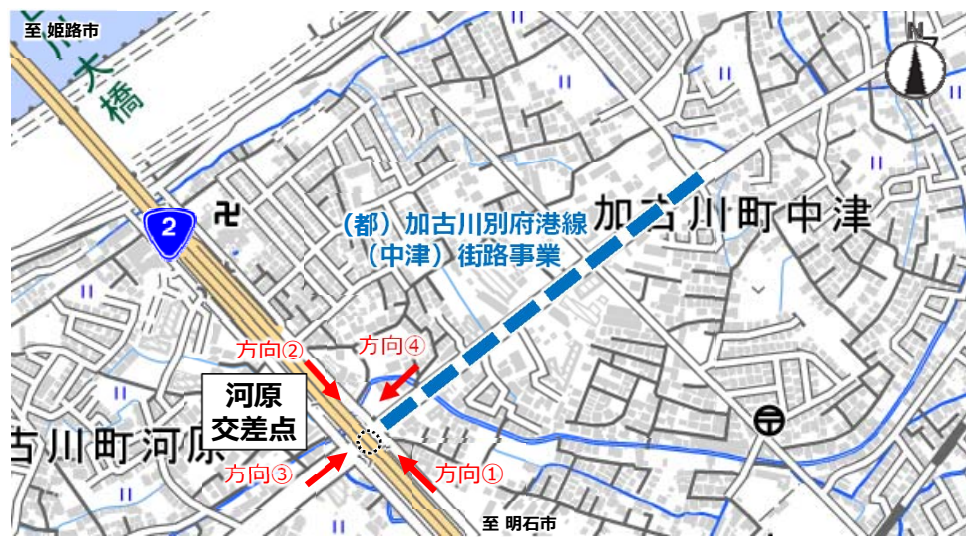 至 姫路市
川
大
橋
N
2
卍
(都) 加古川別府港線
(中津) 街路事業
加古川町中津
方向②
方向④
河原
交差点
古川町河原
方向③
方向①
至 明石市